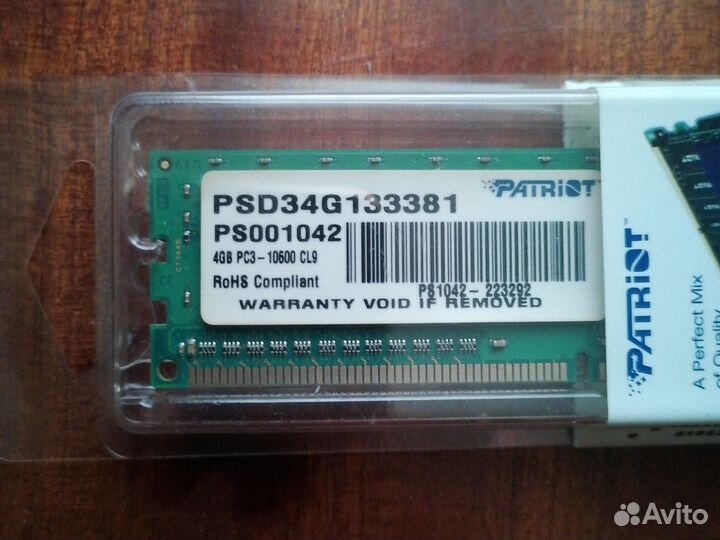 PSD34G133381
PATRIOT
PS001042
4GB PC3-10600 CL9
RoHS Compliant
PS1042-223292
WARRANTY VOID IF REMOVED
PATRIOT
A Perfect Mix
of Quality
Avito